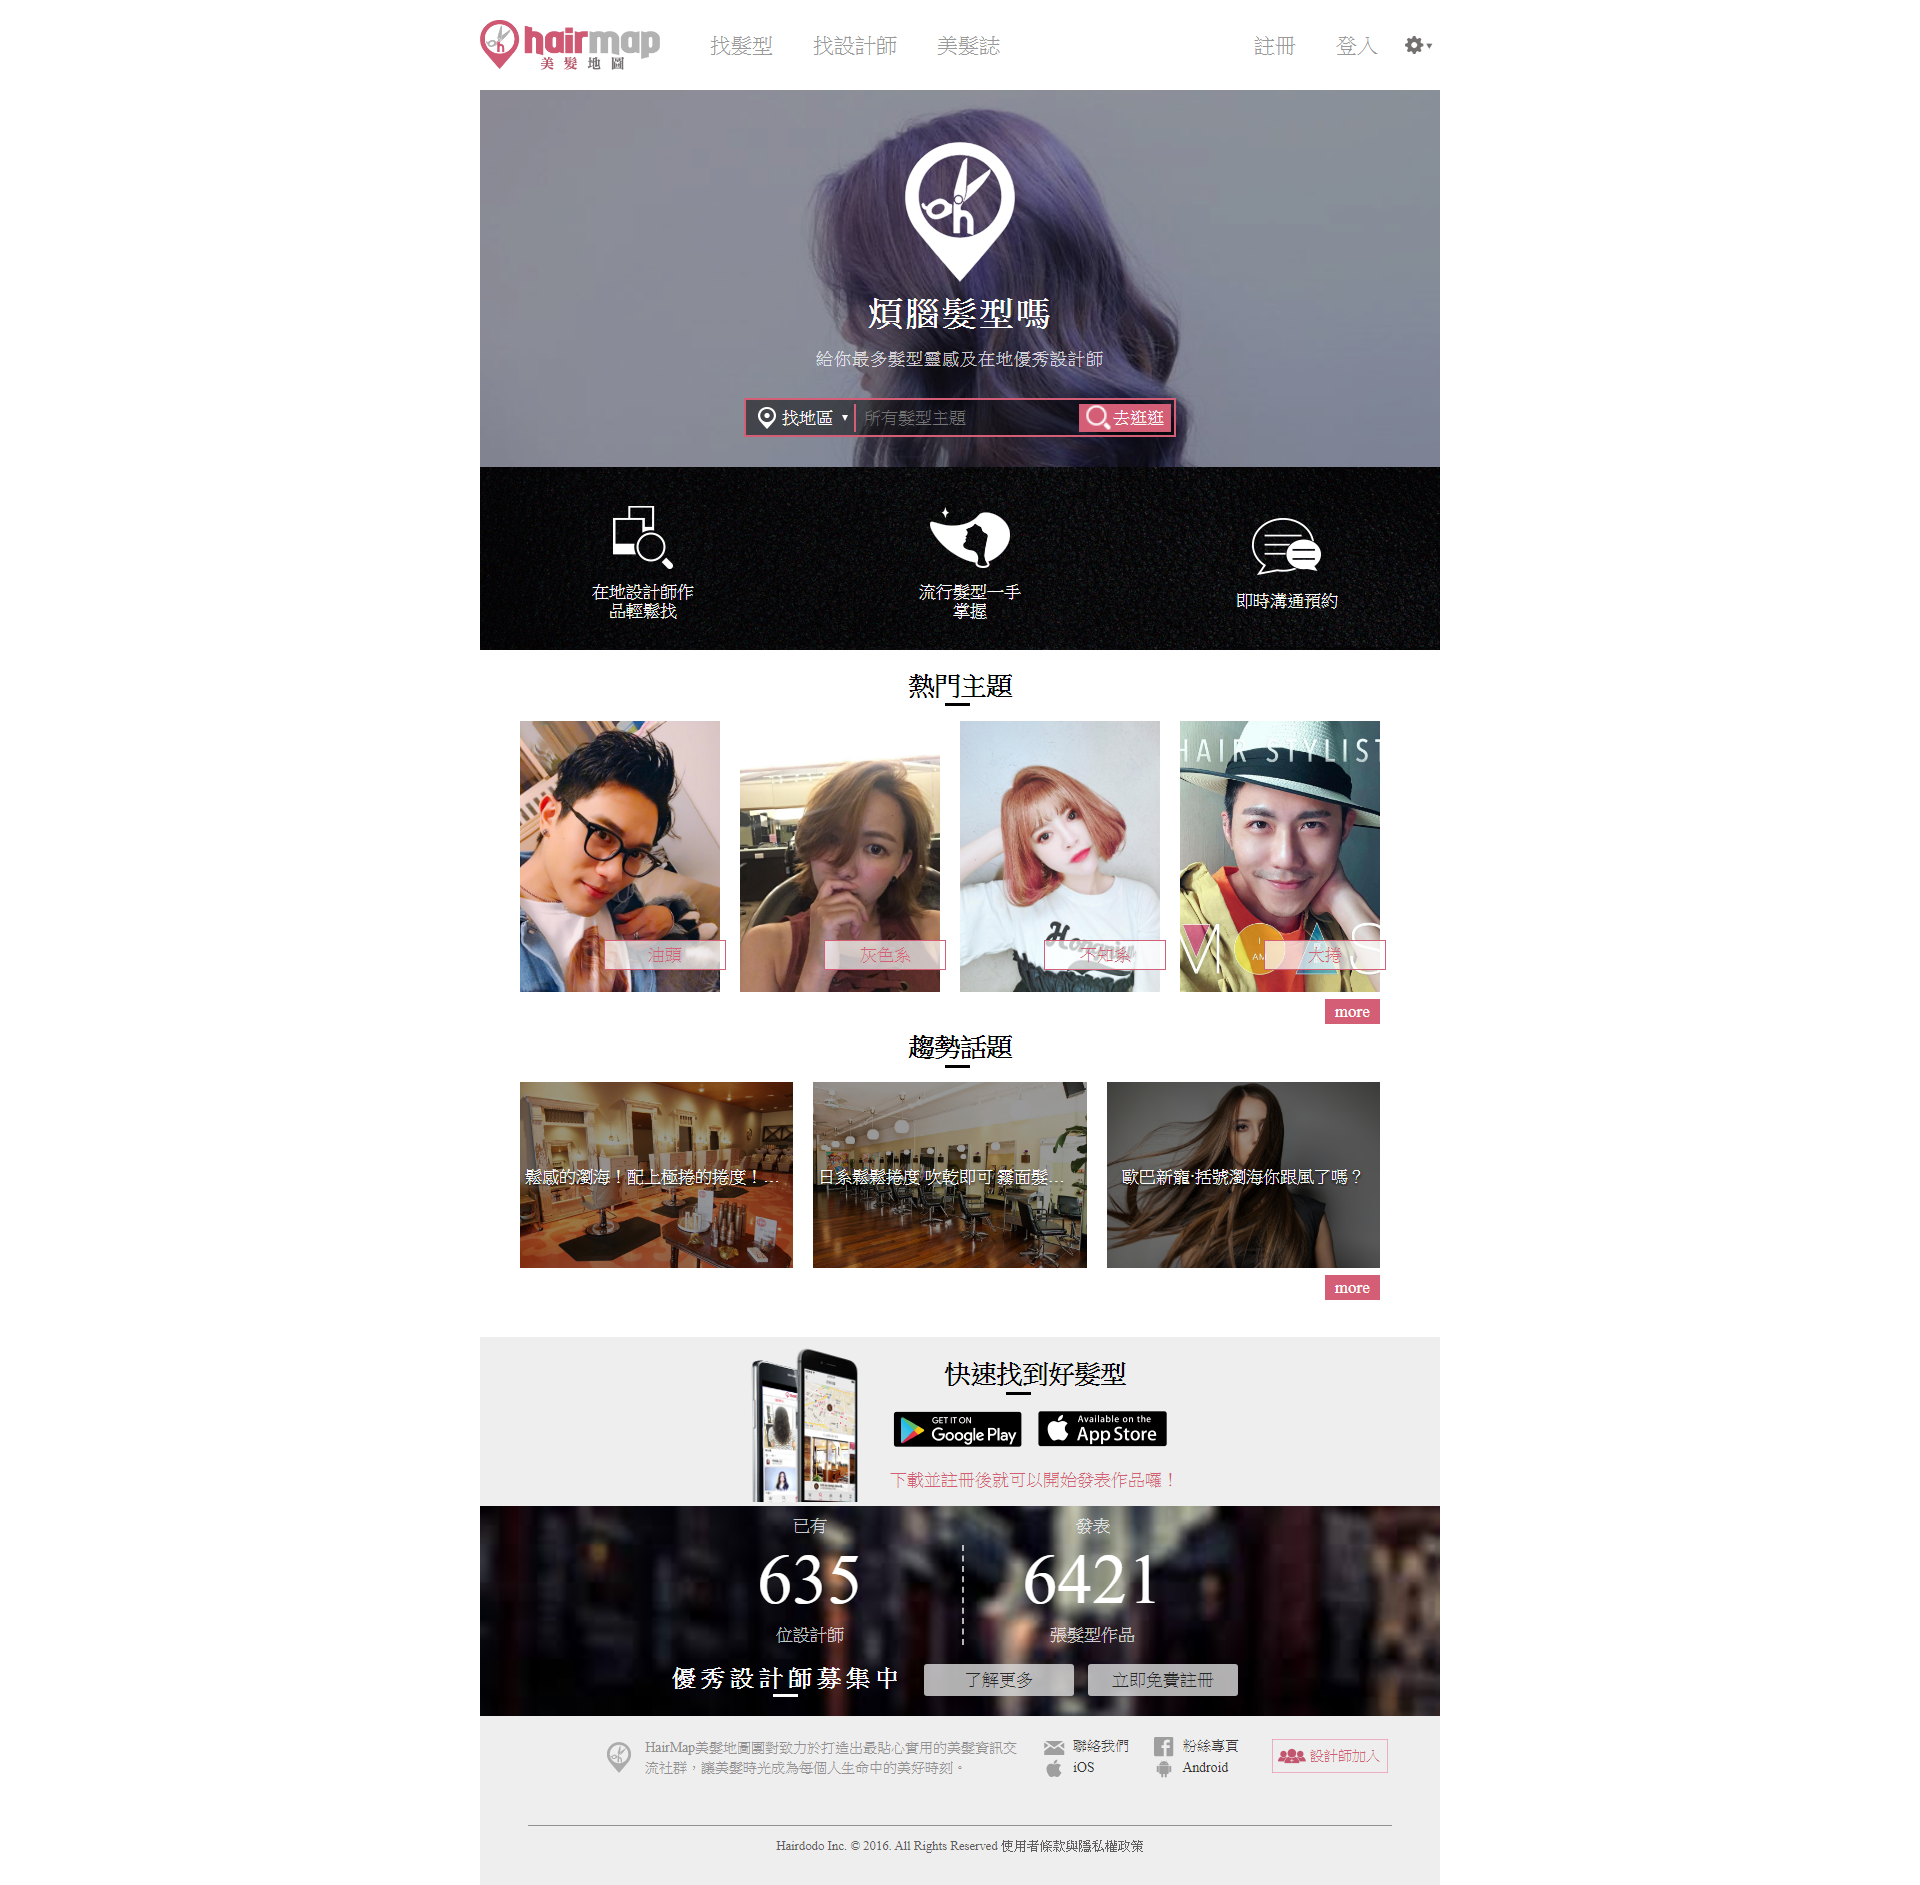 hairmap
美髮地圖
找髮型 找設計師 美髮誌 註冊 登入
煩腦髮型嗎
給你最多髮型靈感及在地優秀設計師
找地區 所有髮型主題 去逛逛
在地設計師作
品輕鬆找
流行髮型一手
掌握
即時溝通預約
熱門主題
HAIR STYLIST
油頭 灰色系 不知系 大捲
I AM
more
趨勢話題
鬆感的瀏海！配上極捲的捲度！...
日系鬆鬆捲度 吹乾即可 霧面髮...
歐巴新寵‧括號瀏海你跟風了嗎？
more
快速找到好髮型
GET IT ON Google Play
Available on the App Store
下載並註冊後就可以開始發表作品囉！
已有 發表
635 6421
位設計師 張髮型作品
優秀設計師募集中 了解更多 立即免費註冊
HairMap美髮地圖團對致力於打造出最貼心實用的美髮資訊交
流社群，讓美髮時光成為每個人生命中的美好時刻。
聯絡我們 粉絲專頁
iOS Android
設計師加入
Hairdodo Inc. © 2016. All Rights Reserved 使用者條款與隱私權政策